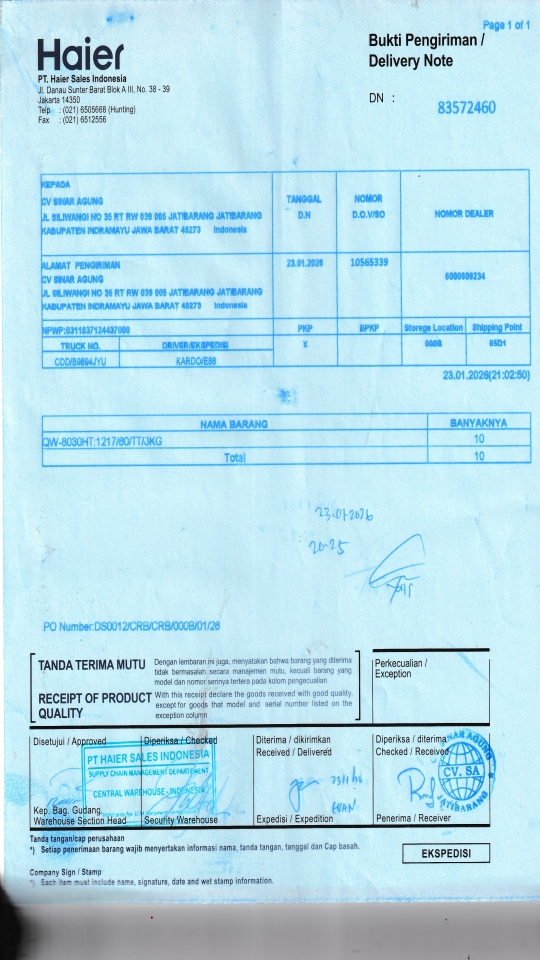 Page 1 of 1
Haier
PT. Haier Sales Indonesia
Jl. Danau Sunter Barat Blok A III, No. 38 - 39
Jakarta 14350
Telp : (021) 6505668 (Hunting)
Fax : (021) 6512556
Bukti Pengiriman /
Delivery Note
DN : 83572460
KEPADA
CV SINAR AGUNG
JL SILIWANGI NO 35 RT RW 039 005 JATIBARANG JATIBARANG
KABUPATEN INDRAMAYU JAWA BARAT 45273 Indonesia
TANGGAL
D.N
NOMOR
D.O.V/SO
NOMOR DEALER
ALAMAT PENGIRIMAN
CV SINAR AGUNG
JL SILIWANGI NO 35 RT RW 039 005 JATIBARANG JATIBARANG
KABUPATEN INDRAMAYU JAWA BARAT 45273 Indonesia
23.01.2026
10565339
NPWP:0311837124437000
PKP
BPKP
Storege Location
Shipping Point
TRUCK NO.
DRIVER/EKSPEDISI
X
000B
65D1
KARDO/E98
23.01.2026(21:02:50)
NAMA BARANG
BANYAKNYA
QW-8030HT:1217/60/TT/3KG
10
Total
10
23.01.2026
20.25
PO Number:DS0012/CRB/CRB/000B/01/26
TANDA TERIMA MUTU
Dengan lembaran ini juga, menyatakan bahwa barang yang diterima
tidak bermasalah secara manajemen mutu, kecuali barang yang
model dan nomor serinya tertera pada kolom pengecualian
RECEIPT OF PRODUCT
QUALITY
With this receipt declare the goods received with good quality,
except for goods that model and serial number listed on the
exception column
Perkecualian /
Exception
Disetujui / Approved
Diperiksa / Checked
Diterima / dikirimkan
Received / Delivered
Diperiksa / diterima
Checked / Received
PT HAIER SALES INDONESIA
SUPPLY CHAIN MANAGEMENT DEPARTEMENT
CENTRAL WAREHOUSE - INDONESIA
SINAR AGUNG
CV. SA
JATIBARANG
Kep. Bag. Gudang
Warehouse Section Head
Security Warehouse
Expedisi / Expedition
Penerima / Receiver
Tanda tangan/cap perusahaan
*) Setiap penerimaan barang wajib menyertakan informasi nama, tanda tangan, tanggal dan Cap basah.
EKSPEDISI
Company Sign / Stamp
*) Each item must include name, signature, date and wet stamp information.